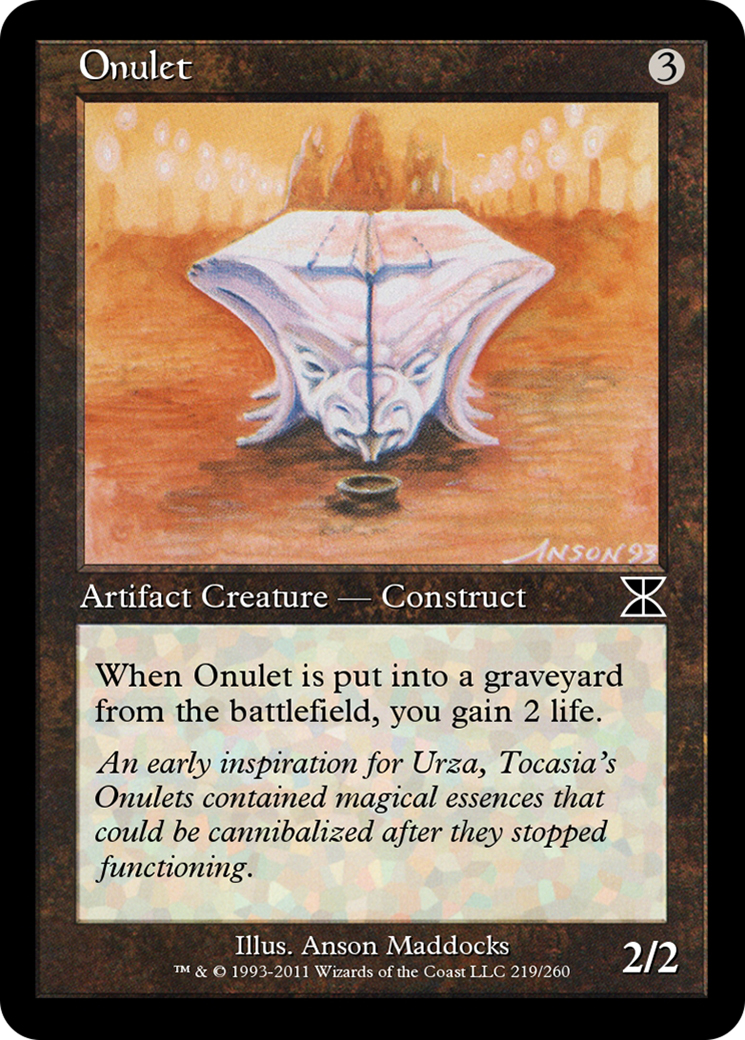 Onulet 3
ANSON 93
Artifact Creature — Construct
When Onulet is put into a graveyard
from the battlefield, you gain 2 life.
An early inspiration for Urza, Tocasia's
Onulets contained magical essences that
could be cannibalized after they stopped
functioning.
Illus. Anson Maddocks
™ & © 1993-2011 Wizards of the Coast LLC 219/260
2/2